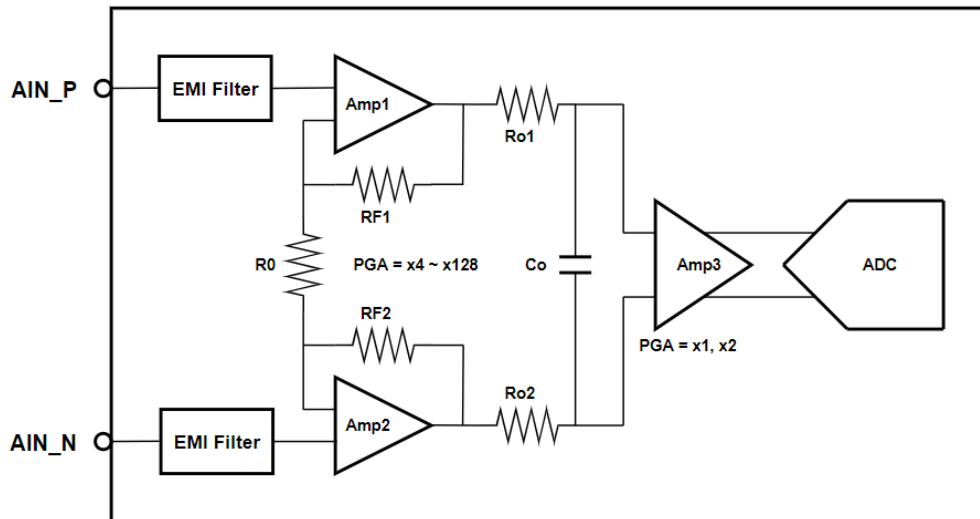 AIN_P
EMI Filter
Amp1
Ro1
RF1
R0
PGA = x4 ~ x128
Co
Amp3
ADC
RF2
PGA = x1, x2
Ro2
AIN_N
EMI Filter
Amp2